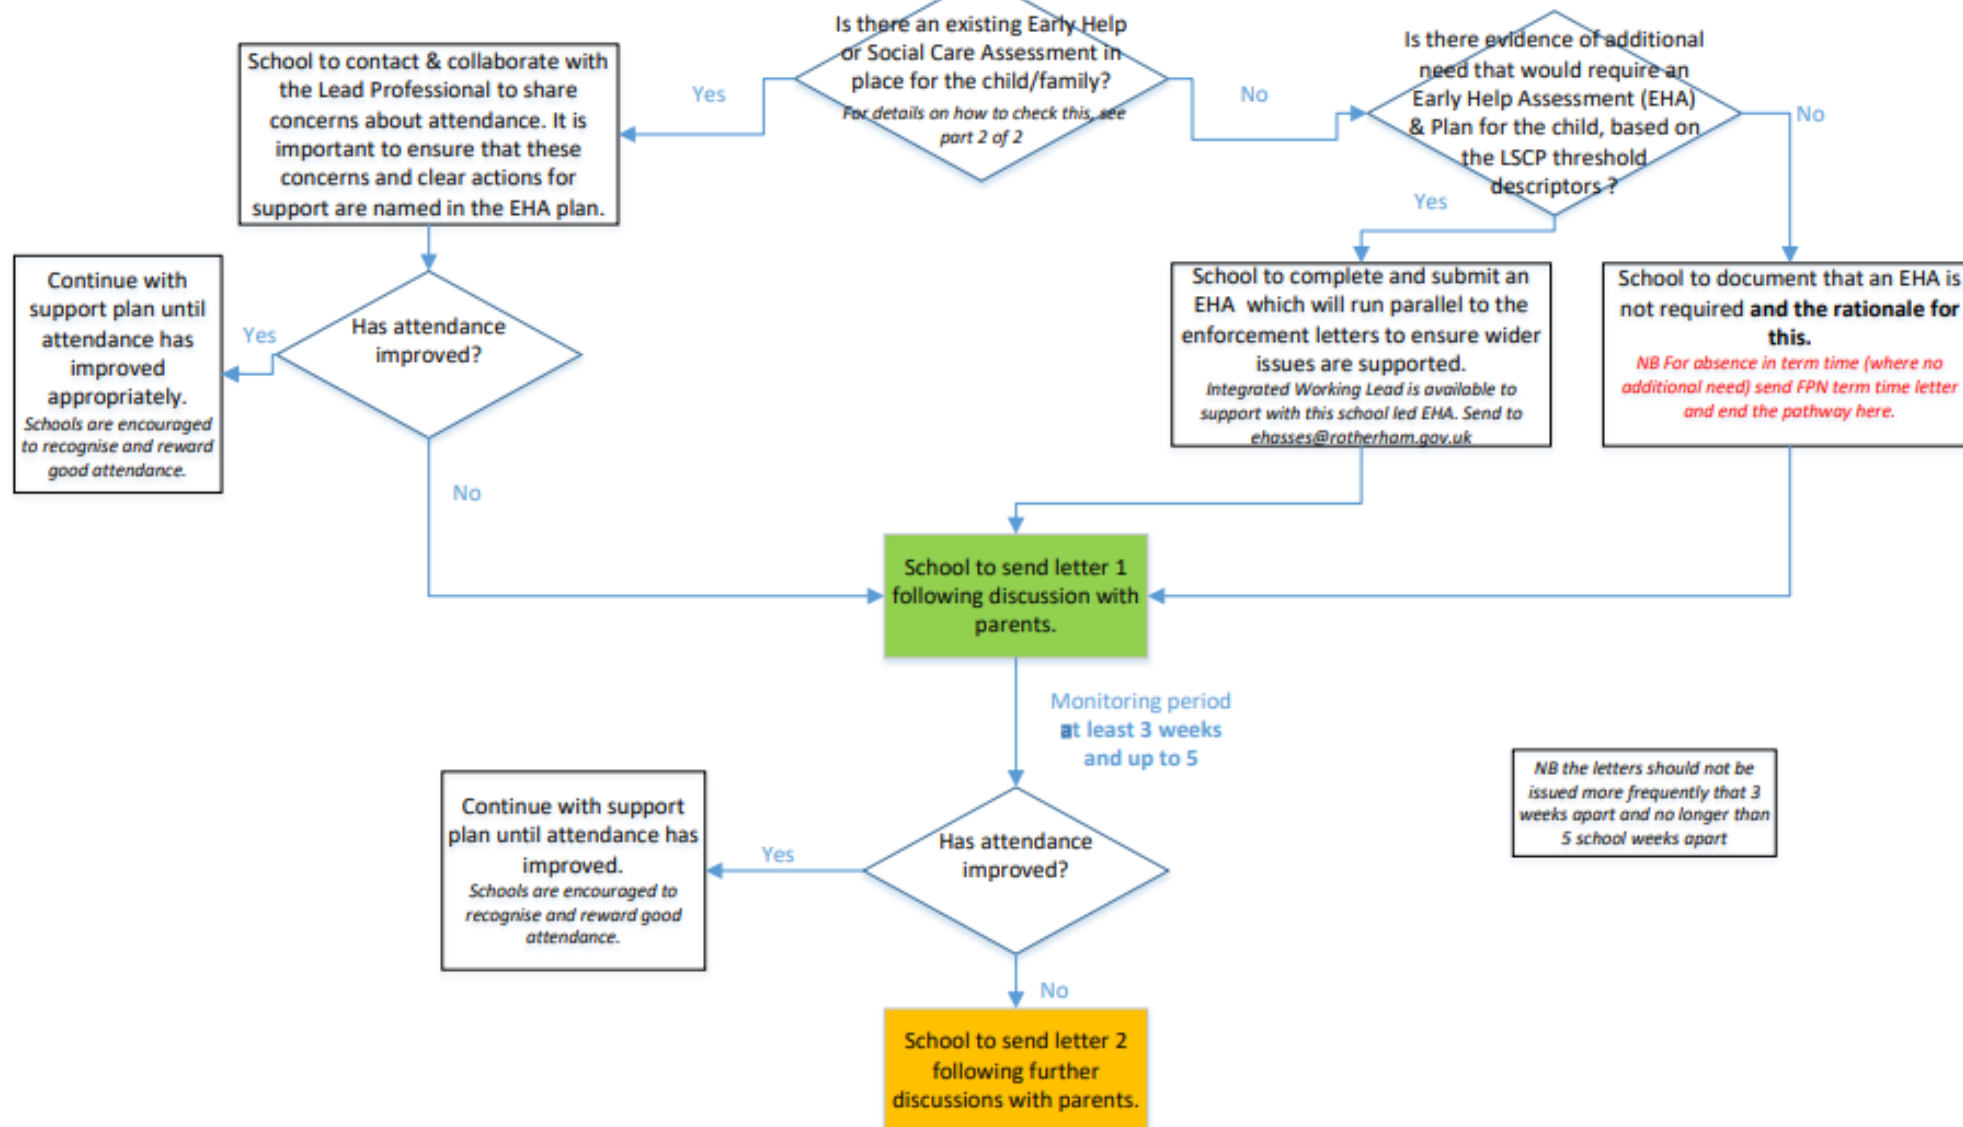 Is there an existing Early Help
or Social Care Assessment in
place for the child/family?
For details on how to check this, see
part 2 of 2
Yes
No
School to contact & collaborate with
the Lead Professional to share
concerns about attendance. It is
important to ensure that these
concerns and clear actions for
support are named in the EHA plan.
Is there evidence of additional
need that would require an
Early Help Assessment (EHA)
& Plan for the child, based on
the LSCP threshold
descriptors ?
No
Yes
Continue with
support plan until
attendance has
improved
appropriately.
Schools are encouraged
to recognise and reward
good attendance.
Yes
Has attendance
improved?
No
School to complete and submit an
EHA which will run parallel to the
enforcement letters to ensure wider
issues are supported.
Integrated Working Lead is available to
support with this school led EHA. Send to
ehasses@rotherham.gov.uk
School to document that an EHA is
not required and the rationale for
this.
NB For absence in term time (where no
additional need) send FPN term time letter
and end the pathway here.
School to send letter 1
following discussion with
parents.
Monitoring period
at least 3 weeks
and up to 5
NB the letters should not be
issued more frequently that 3
weeks apart and no longer than
5 school weeks apart
Continue with support
plan until attendance has
improved.
Schools are encouraged to
recognise and reward good
attendance.
Yes
Has attendance
improved?
No
School to send letter 2
following further
discussions with parents.